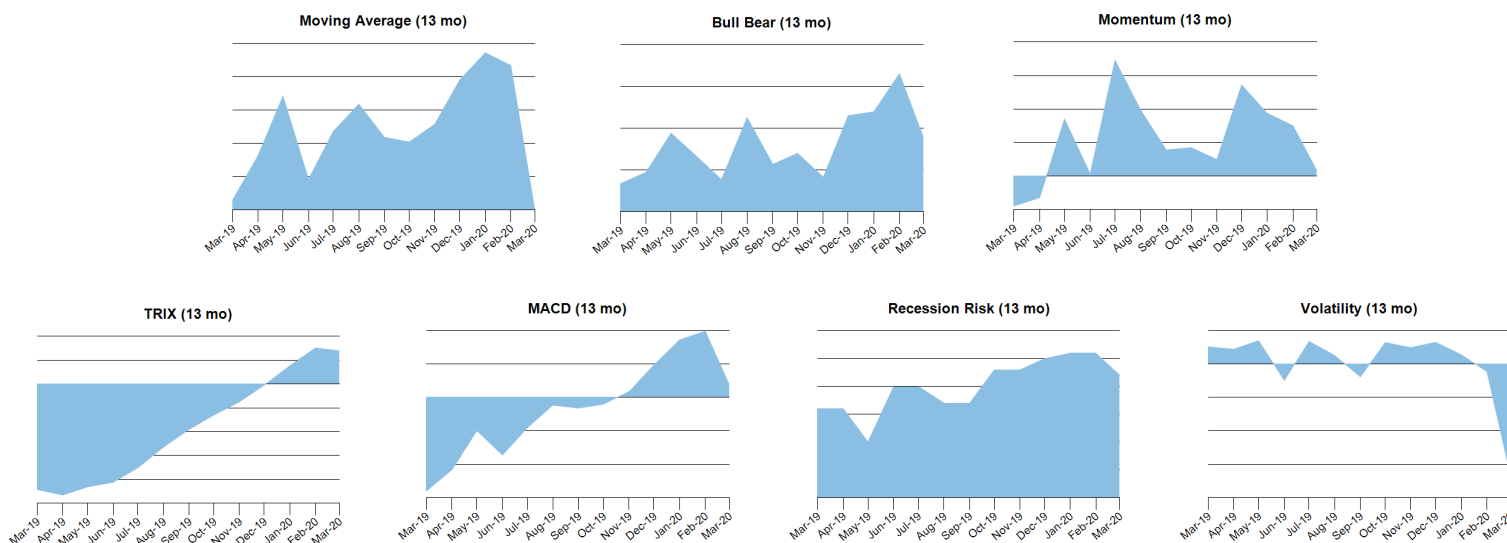 Moving Average (13 mo)
Mar-19 Apr-19 May-19 Jun-19 Jul-19 Aug-19 Sep-19 Oct-19 Nov-19 Dec-19 Jan-20 Feb-20 Mar-20
Bull Bear (13 mo)
Mar-19 Apr-19 May-19 Jun-19 Jul-19 Aug-19 Sep-19 Oct-19 Nov-19 Dec-19 Jan-20 Feb-20 Mar-20
Momentum (13 mo)
Mar-19 Apr-19 May-19 Jun-19 Jul-19 Aug-19 Sep-19 Oct-19 Nov-19 Dec-19 Jan-20 Feb-20 Mar-20
TRIX (13 mo)
Mar-19 Apr-19 May-19 Jun-19 Jul-19 Aug-19 Sep-19 Oct-19 Nov-19 Dec-19 Jan-20 Feb-20 Mar-20
MACD (13 mo)
Mar-19 Apr-19 May-19 Jun-19 Jul-19 Aug-19 Sep-19 Oct-19 Nov-19 Dec-19 Jan-20 Feb-20 Mar-20
Recession Risk (13 mo)
Mar-19 Apr-19 May-19 Jun-19 Jul-19 Aug-19 Sep-19 Oct-19 Nov-19 Dec-19 Jan-20 Feb-20 Mar-20
Volatility (13 mo)
Mar-19 Apr-19 May-19 Jun-19 Jul-19 Aug-19 Sep-19 Oct-19 Nov-19 Dec-19 Jan-20 Feb-20 Mar-20